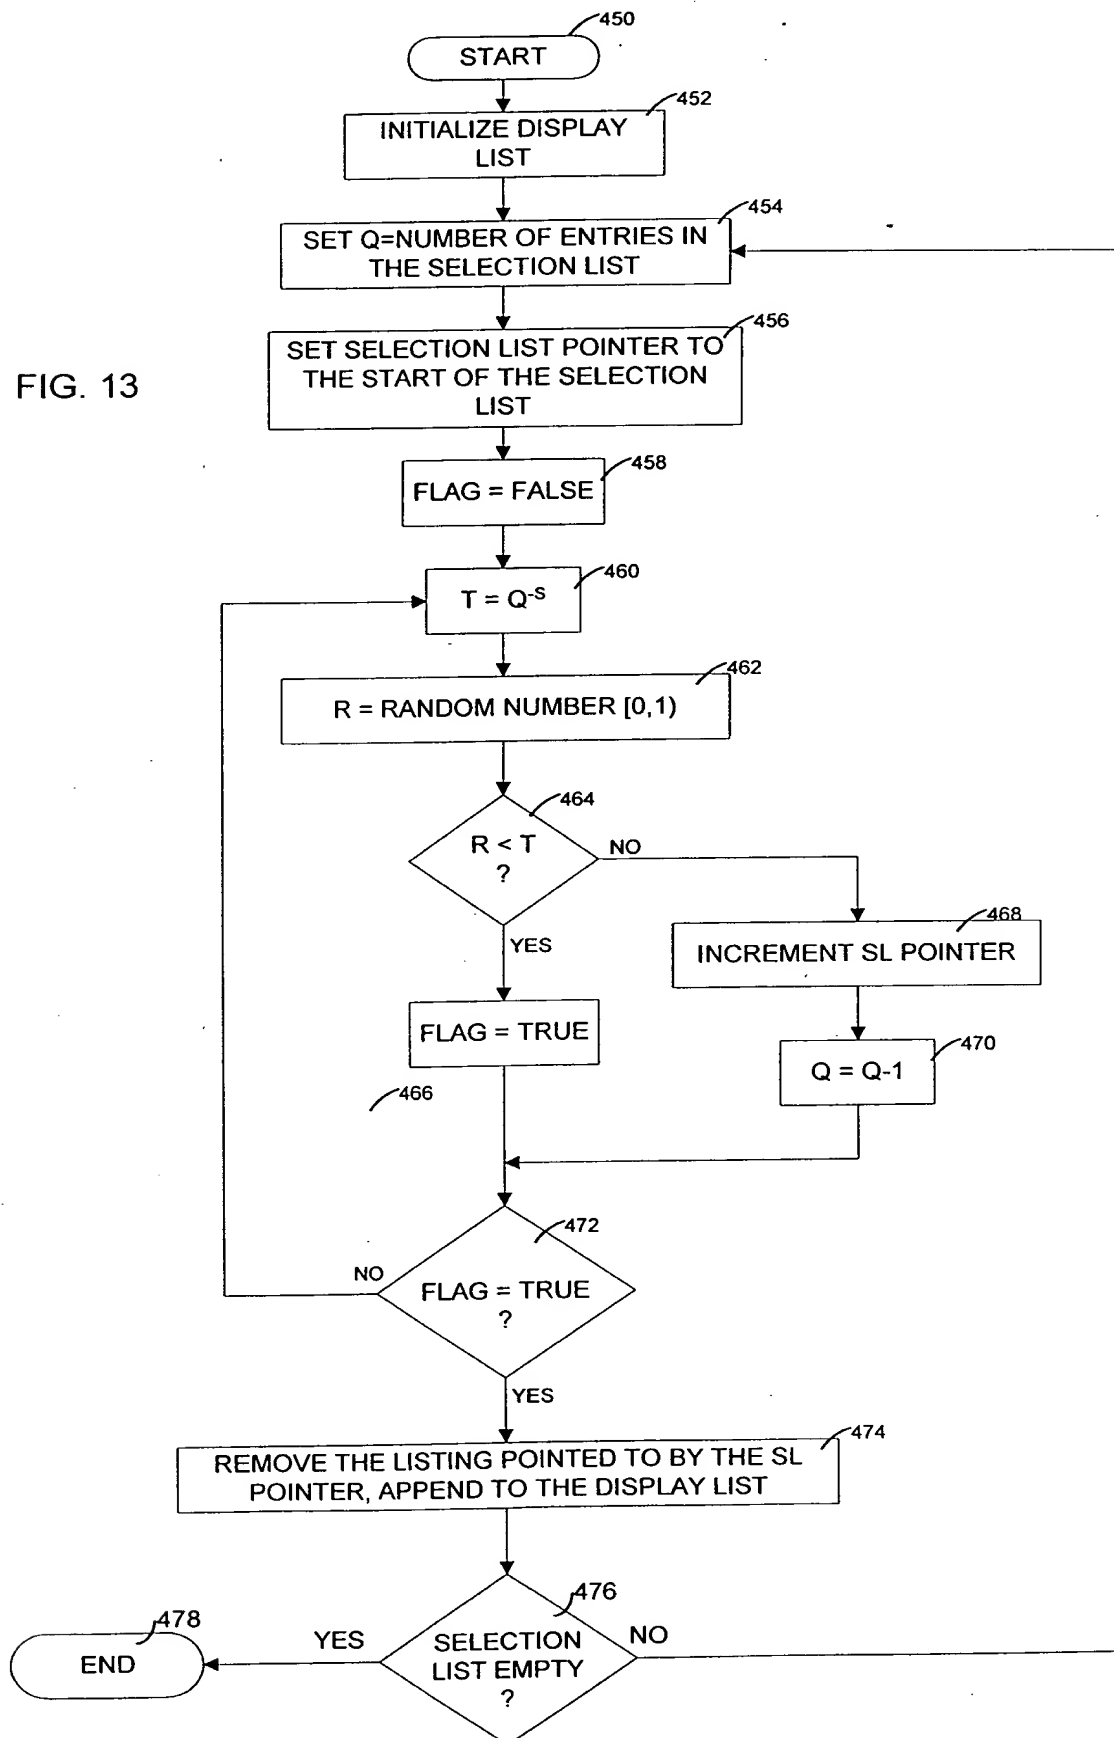 450
START
452
INITIALIZE DISPLAY
LIST
454
SET Q=NUMBER OF ENTRIES IN
THE SELECTION LIST
456
SET SELECTION LIST POINTER TO
THE START OF THE SELECTION
LIST
FIG. 13
458
FLAG = FALSE
460
T = Q-S
462
R = RANDOM NUMBER [0,1)
464
R < T
?
NO
YES
468
INCREMENT SL POINTER
FLAG = TRUE
470
Q = Q-1
466
472
NO
FLAG = TRUE
?
YES
474
REMOVE THE LISTING POINTED TO BY THE SL
POINTER, APPEND TO THE DISPLAY LIST
476
478
YES
NO
END
SELECTION
LIST EMPTY
?